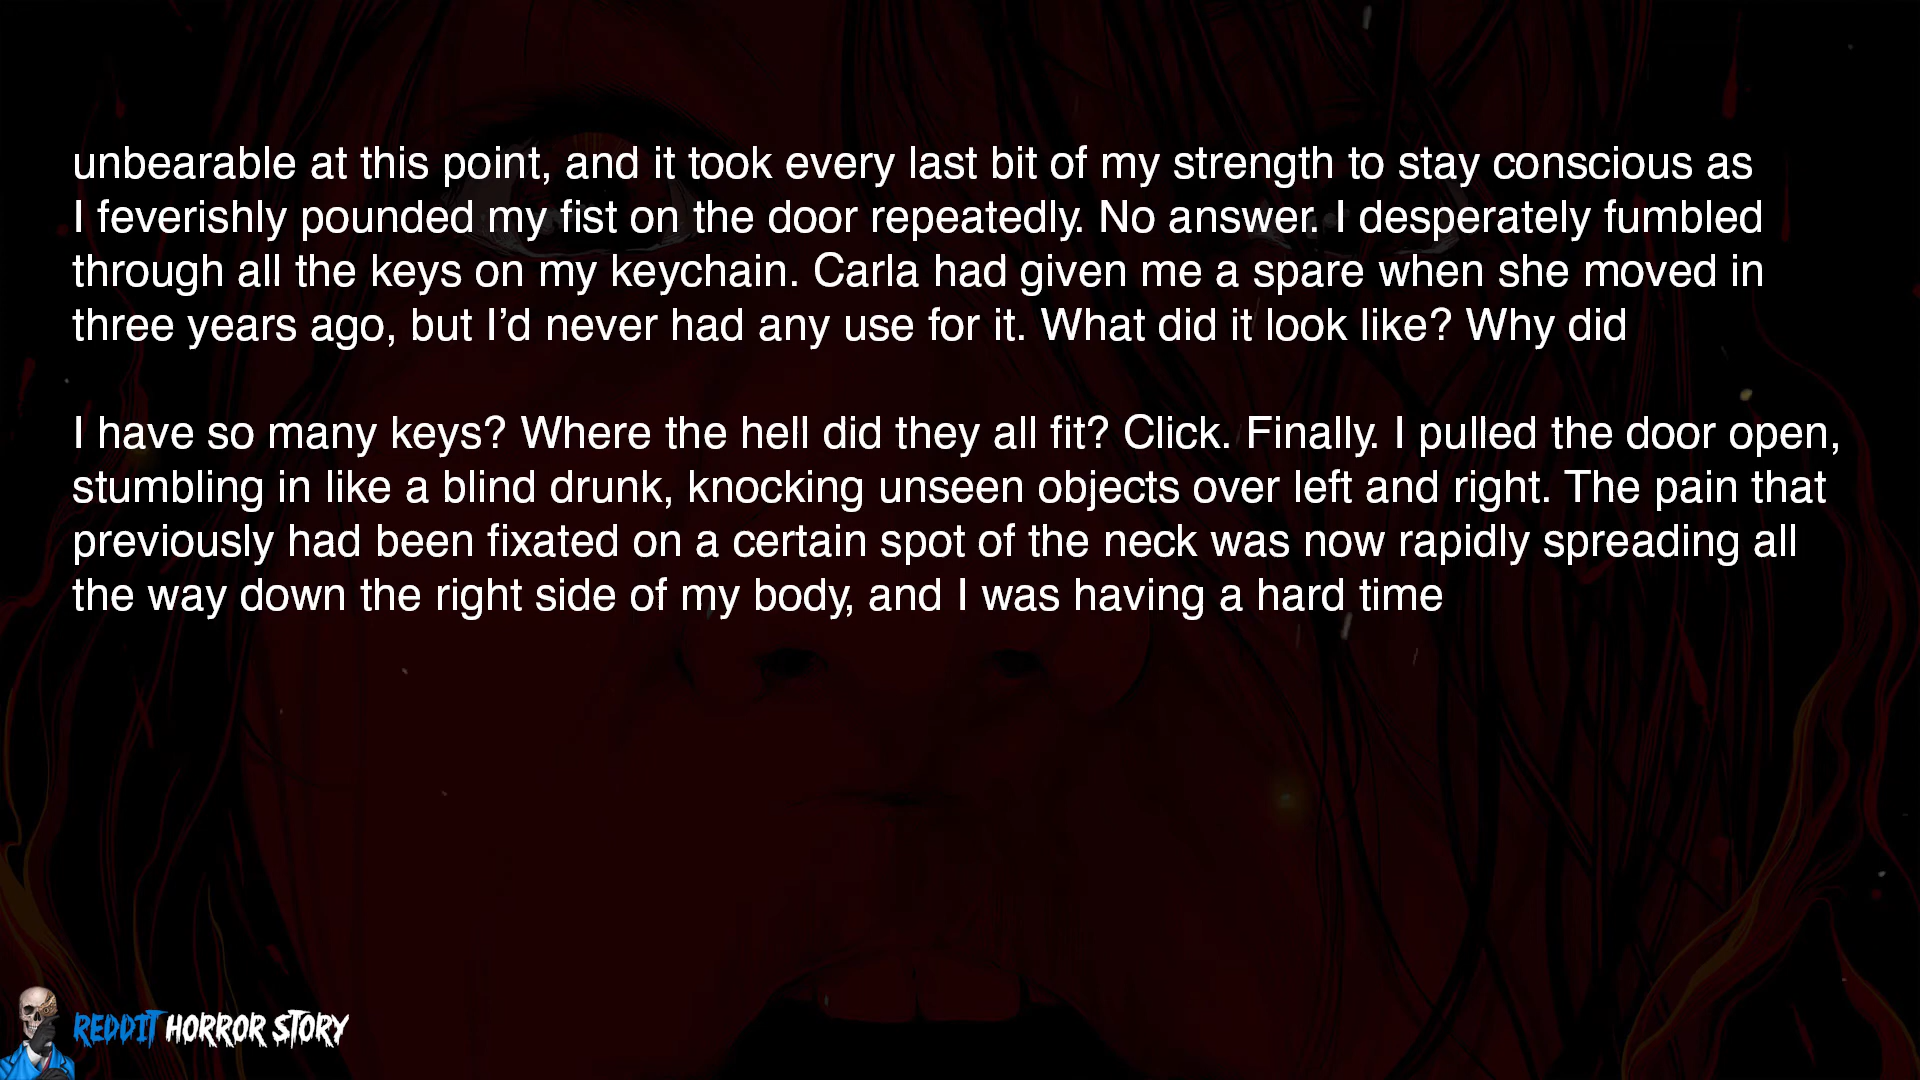 unbearable at this point, and it took every last bit of my strength to stay conscious as
I feverishly pounded my fist on the door repeatedly. No answer. I desperately fumbled
through all the keys on my keychain. Carla had given me a spare when she moved in
three years ago, but I’d never had any use for it. What did it look like? Why did
I have so many keys? Where the hell did they all fit? Click. Finally. I pulled the door open,
stumbling in like a blind drunk, knocking unseen objects over left and right. The pain that
previously had been fixated on a certain spot of the neck was now rapidly spreading all
the way down the right side of my body, and I was having a hard time
REDDIT HORROR STORY